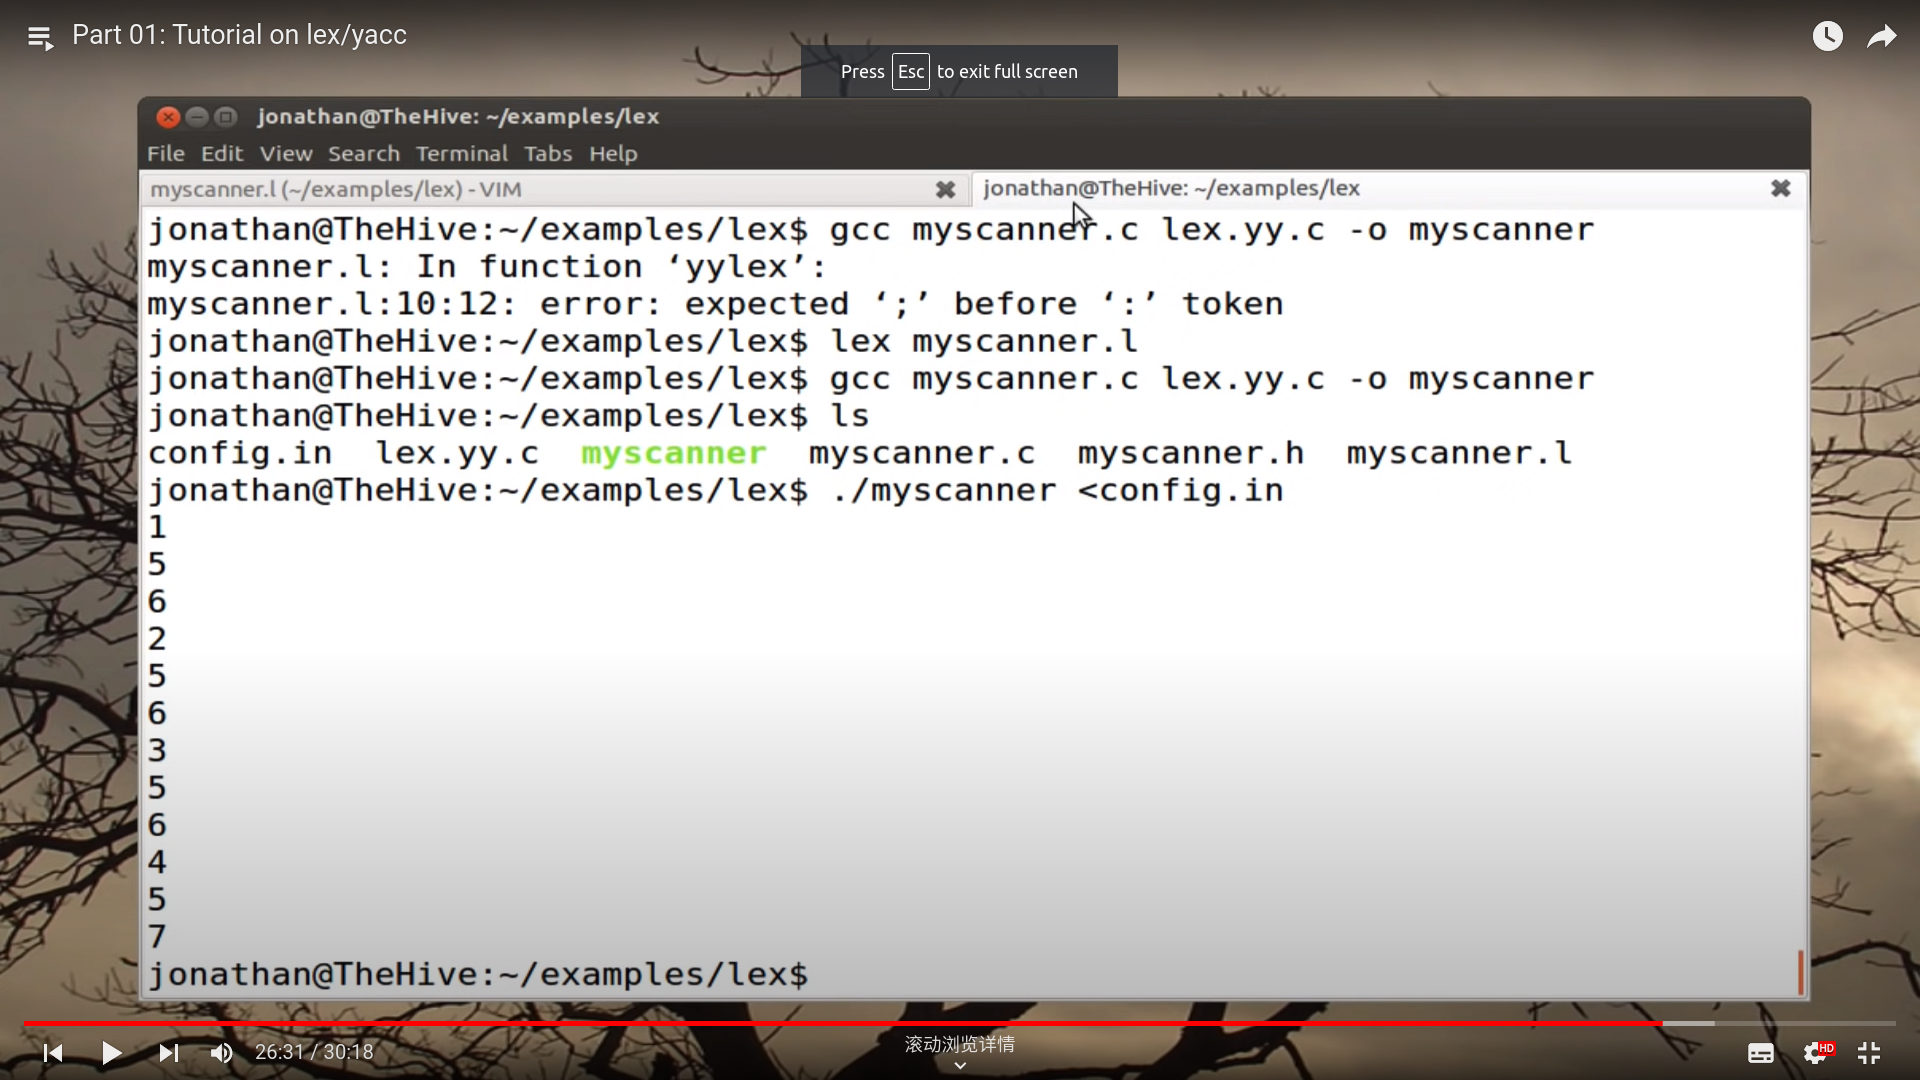 Part 01: Tutorial on lex/yacc
Press Esc to exit full screen
jonathan@TheHive: ~/examples/lex
File Edit View Search Terminal Tabs Help
myscanner.l (~/examples/lex) - VIM
jonathan@TheHive: ~/examples/lex
jonathan@TheHive:~/examples/lex$ gcc myscanner.c lex.yy.c -o myscanner
myscanner.l: In function ‘yylex’:
myscanner.l:10:12: error: expected ‘;’ before ‘:’ token
jonathan@TheHive:~/examples/lex$ lex myscanner.l
jonathan@TheHive:~/examples/lex$ gcc myscanner.c lex.yy.c -o myscanner
jonathan@TheHive:~/examples/lex$ ls
config.in lex.yy.c myscanner myscanner.c myscanner.h myscanner.l
jonathan@TheHive:~/examples/lex$ ./myscanner <config.in
1
5
6
2
5
6
3
5
6
4
5
7
jonathan@TheHive:~/examples/lex$
26:31 / 30:18
滚动浏览详情
HD